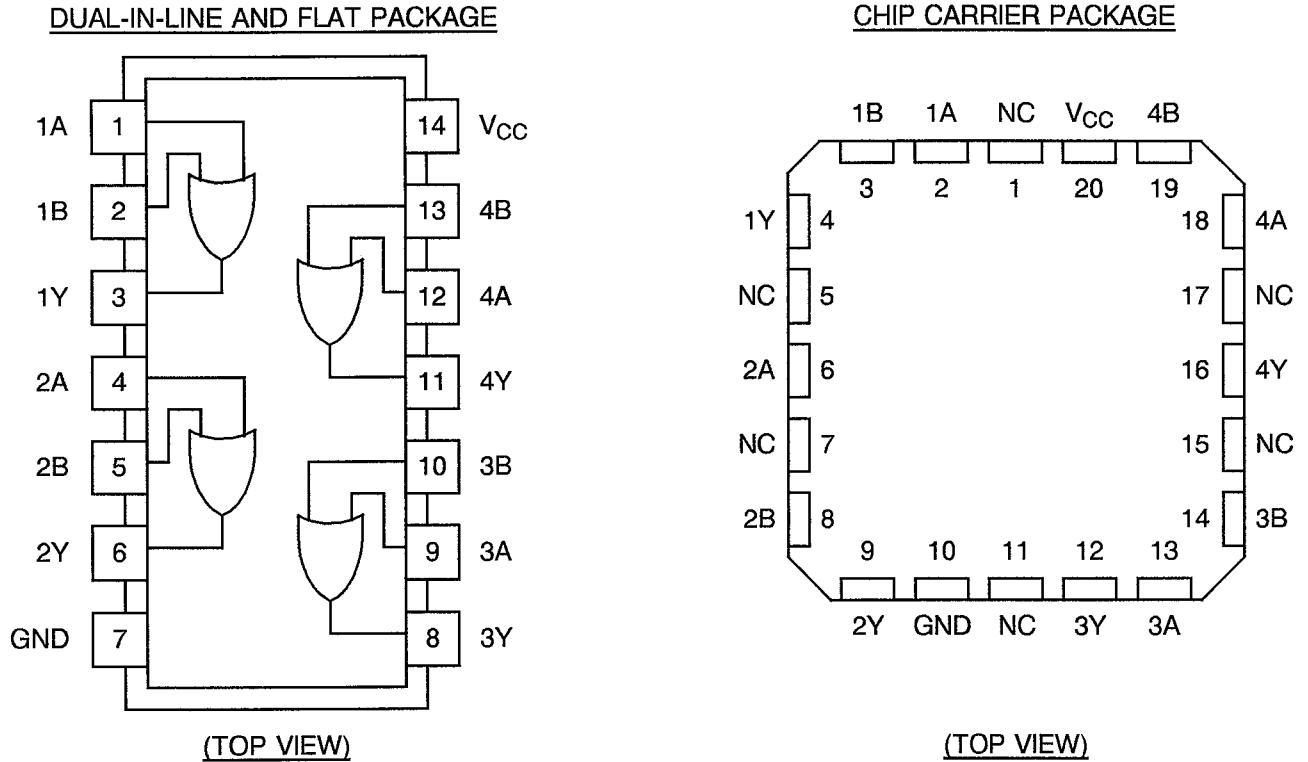 DUAL-IN-LINE AND FLAT PACKAGE
1A 1 14 VCC
1B 2 13 4B
1Y 3 12 4A
2A 4 11 4Y
2B 5 10 3B
2Y 6 9 3A
GND 7 8 3Y
(TOP VIEW)
CHIP CARRIER PACKAGE
1B 1A NC VCC 4B
3 2 1 20 19
1Y 4 18 4A
NC 5 17 NC
2A 6 16 4Y
NC 7 15 NC
2B 8 14 3B
9 10 11 12 13
2Y GND NC 3Y 3A
(TOP VIEW)